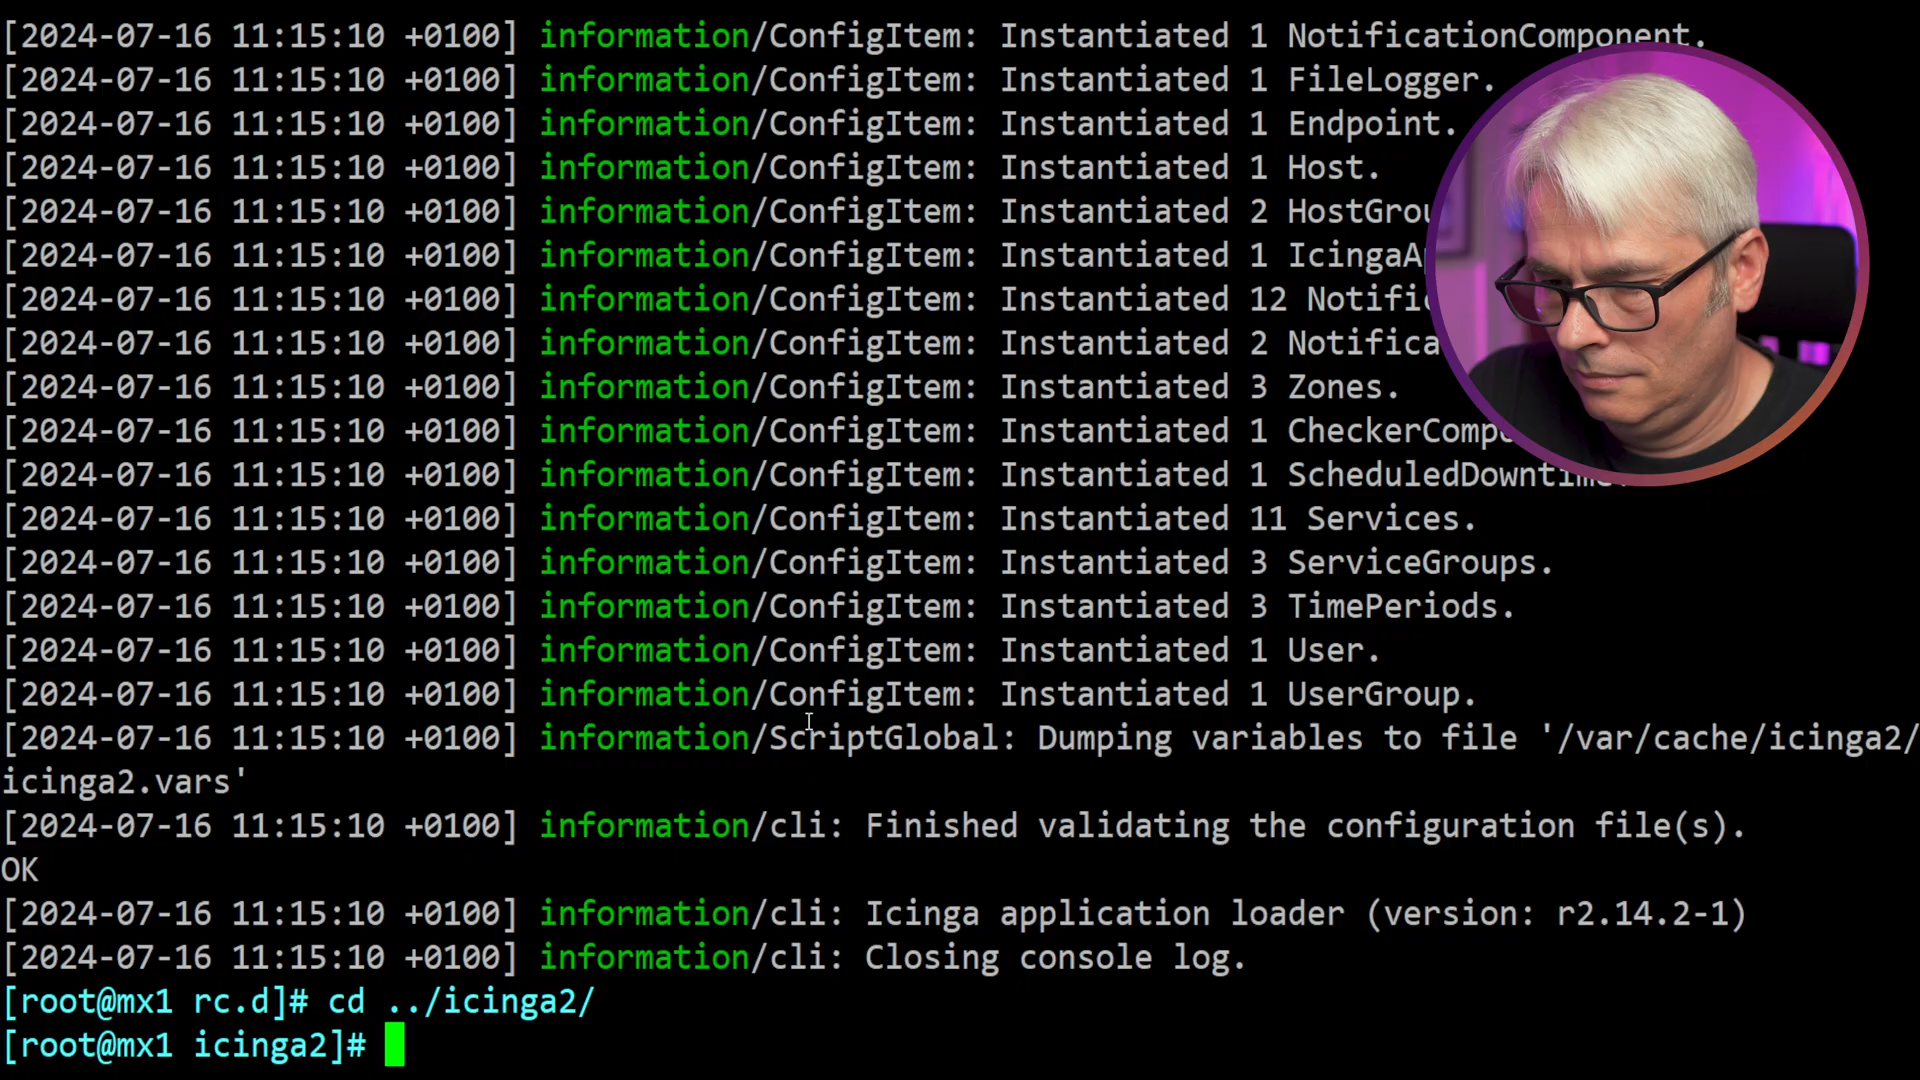 [2024-07-16 11:15:10 +0100] information/ConfigItem: Instantiated 1 NotificationComponent.
[2024-07-16 11:15:10 +0100] information/ConfigItem: Instantiated 1 FileLogger.
[2024-07-16 11:15:10 +0100] information/ConfigItem: Instantiated 1 Endpoint.
[2024-07-16 11:15:10 +0100] information/ConfigItem: Instantiated 1 Host.
[2024-07-16 11:15:10 +0100] information/ConfigItem: Instantiated 2
[2024-07-16 11:15:10 +0100] information/ConfigItem: Instantiated 1
[2024-07-16 11:15:10 +0100] information/ConfigItem: Instantiated 12
[2024-07-16 11:15:10 +0100] information/ConfigItem: Instantiated 2
[2024-07-16 11:15:10 +0100] information/ConfigItem: Instantiated 3 Zones.
[2024-07-16 11:15:10 +0100] information/ConfigItem: Instantiated 1
[2024-07-16 11:15:10 +0100] information/ConfigItem: Instantiated 1 ScheduledDowntime.
[2024-07-16 11:15:10 +0100] information/ConfigItem: Instantiated 11 Services.
[2024-07-16 11:15:10 +0100] information/ConfigItem: Instantiated 3 ServiceGroups.
[2024-07-16 11:15:10 +0100] information/ConfigItem: Instantiated 3 TimePeriods.
[2024-07-16 11:15:10 +0100] information/ConfigItem: Instantiated 1 User.
[2024-07-16 11:15:10 +0100] information/ConfigItem: Instantiated 1 UserGroup.
[2024-07-16 11:15:10 +0100] information/ScriptGlobal: Dumping variables to file '/var/cache/icinga2/
icinga2.vars'
[2024-07-16 11:15:10 +0100] information/cli: Finished validating the configuration file(s).
OK
[2024-07-16 11:15:10 +0100] information/cli: Icinga application loader (version: r2.14.2-1)
[2024-07-16 11:15:10 +0100] information/cli: Closing console log.
[root@mx1 rc.d]# cd ../icinga2/
[root@mx1 icinga2]#